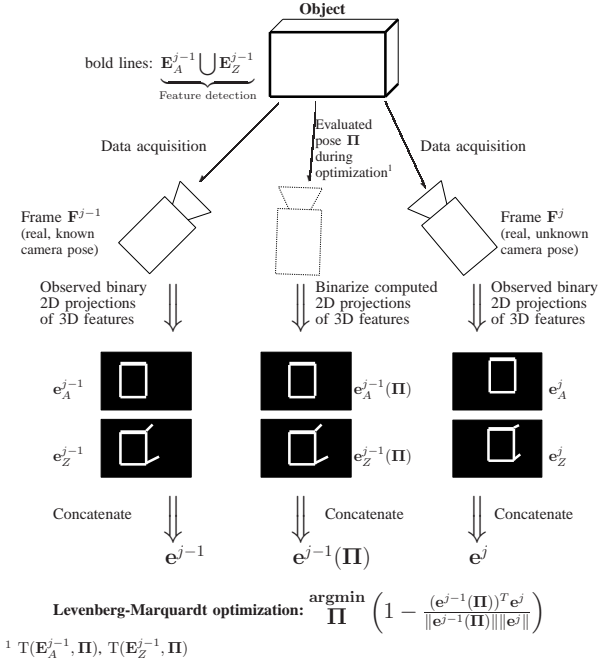 Object
bold lines: E_A^{j-1} ⋃ E_Z^{j-1}
Feature detection
Data acquisition
Evaluated
pose Π
during
optimization¹
Data acquisition
Frame F^{j-1}
(real, known
camera pose)
Frame F^j
(real, unknown
camera pose)
Observed binary
2D projections
of 3D features
Binarize computed
2D projections
of 3D features
Observed binary
2D projections
of 3D features
e_A^{j-1}
e_A^{j-1}(Π)
e_A^j
e_Z^{j-1}
e_Z^{j-1}(Π)
e_Z^j
Concatenate
Concatenate
Concatenate
e^{j-1}
e^{j-1}(Π)
e^j
Levenberg-Marquardt optimization: argmin_Π (1 - (e^{j-1}(Π))^T e^j / ‖e^{j-1}(Π)‖‖e^j‖)
¹ T(E_A^{j-1}, Π), T(E_Z^{j-1}, Π)